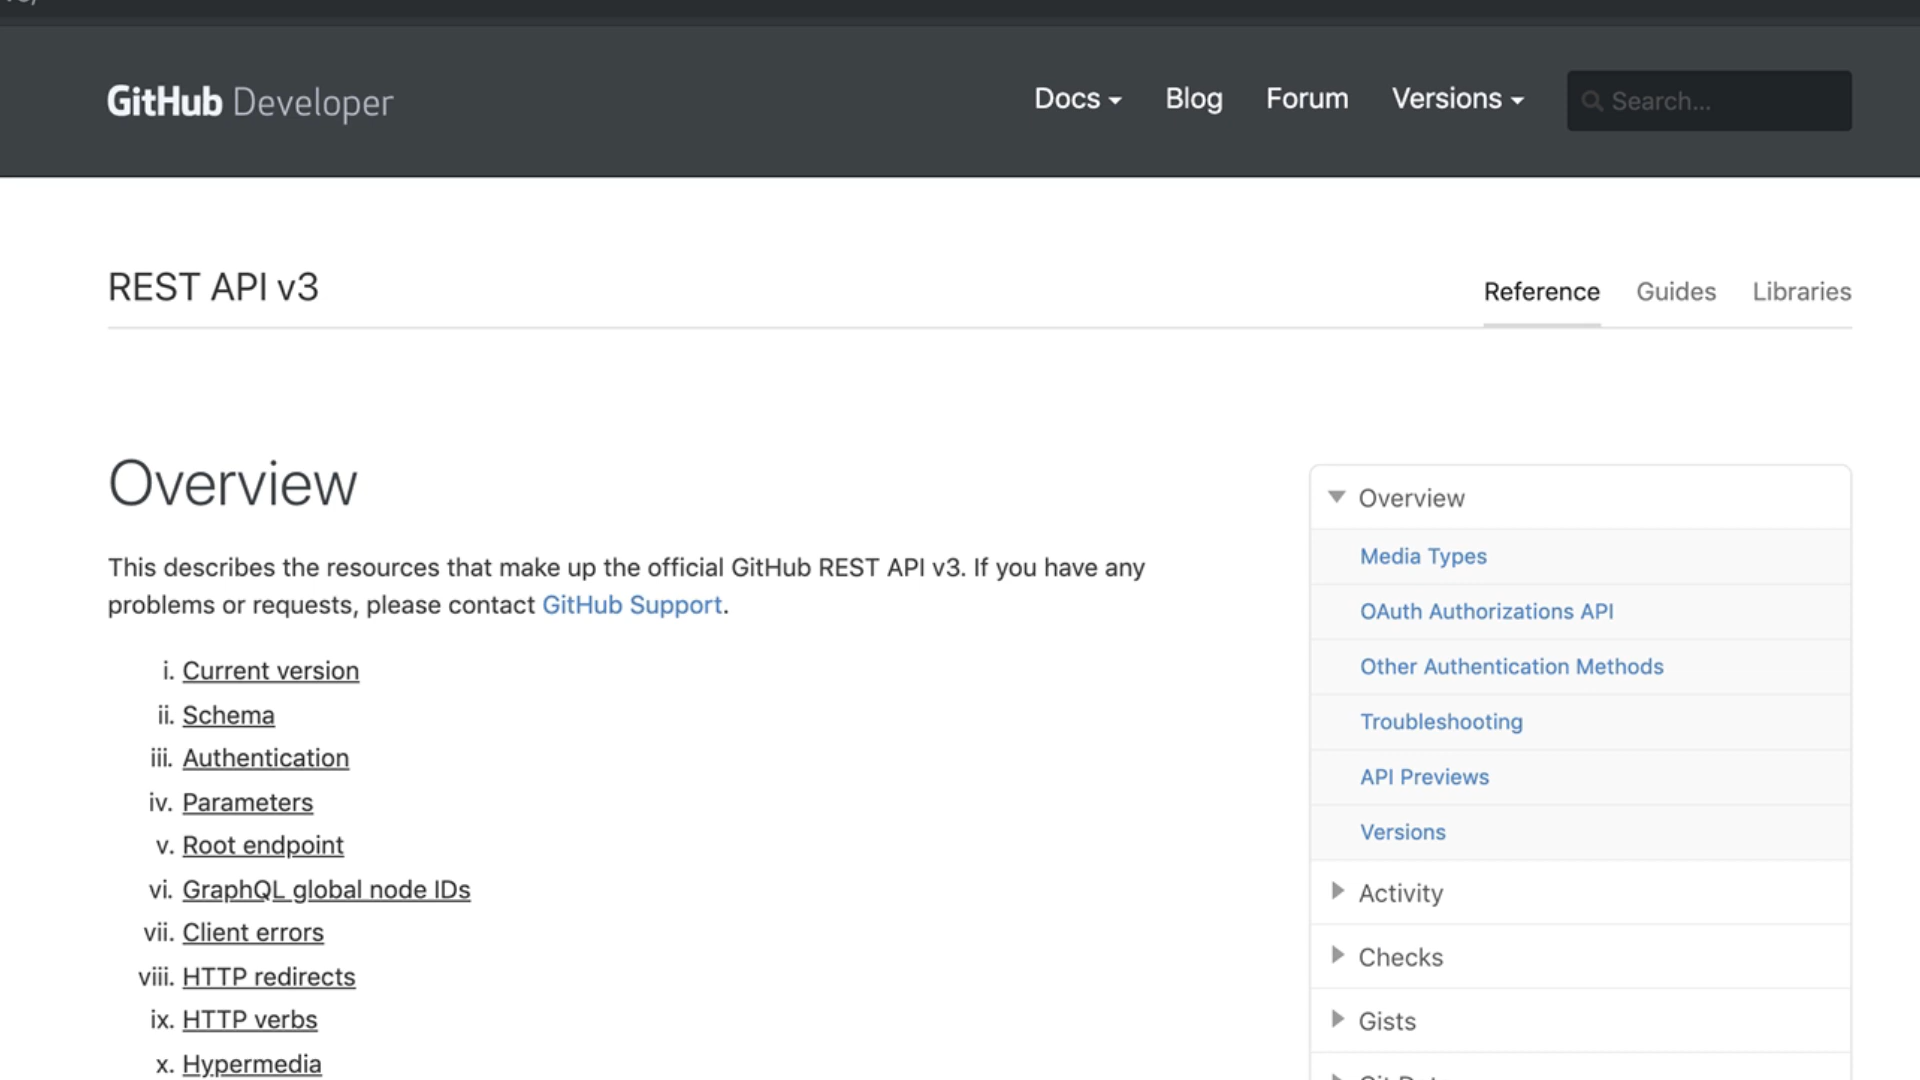 GitHub Developer
Docs
Blog
Forum
Versions
Search...
REST API v3
Reference
Guides
Libraries
Overview
This describes the resources that make up the official GitHub REST API v3. If you have any
problems or requests, please contact GitHub Support.
i. Current version
ii. Schema
iii. Authentication
iv. Parameters
v. Root endpoint
vi. GraphQL global node IDs
vii. Client errors
viii. HTTP redirects
ix. HTTP verbs
x. Hypermedia
Overview
Media Types
OAuth Authorizations API
Other Authentication Methods
Troubleshooting
API Previews
Versions
Activity
Checks
Gists